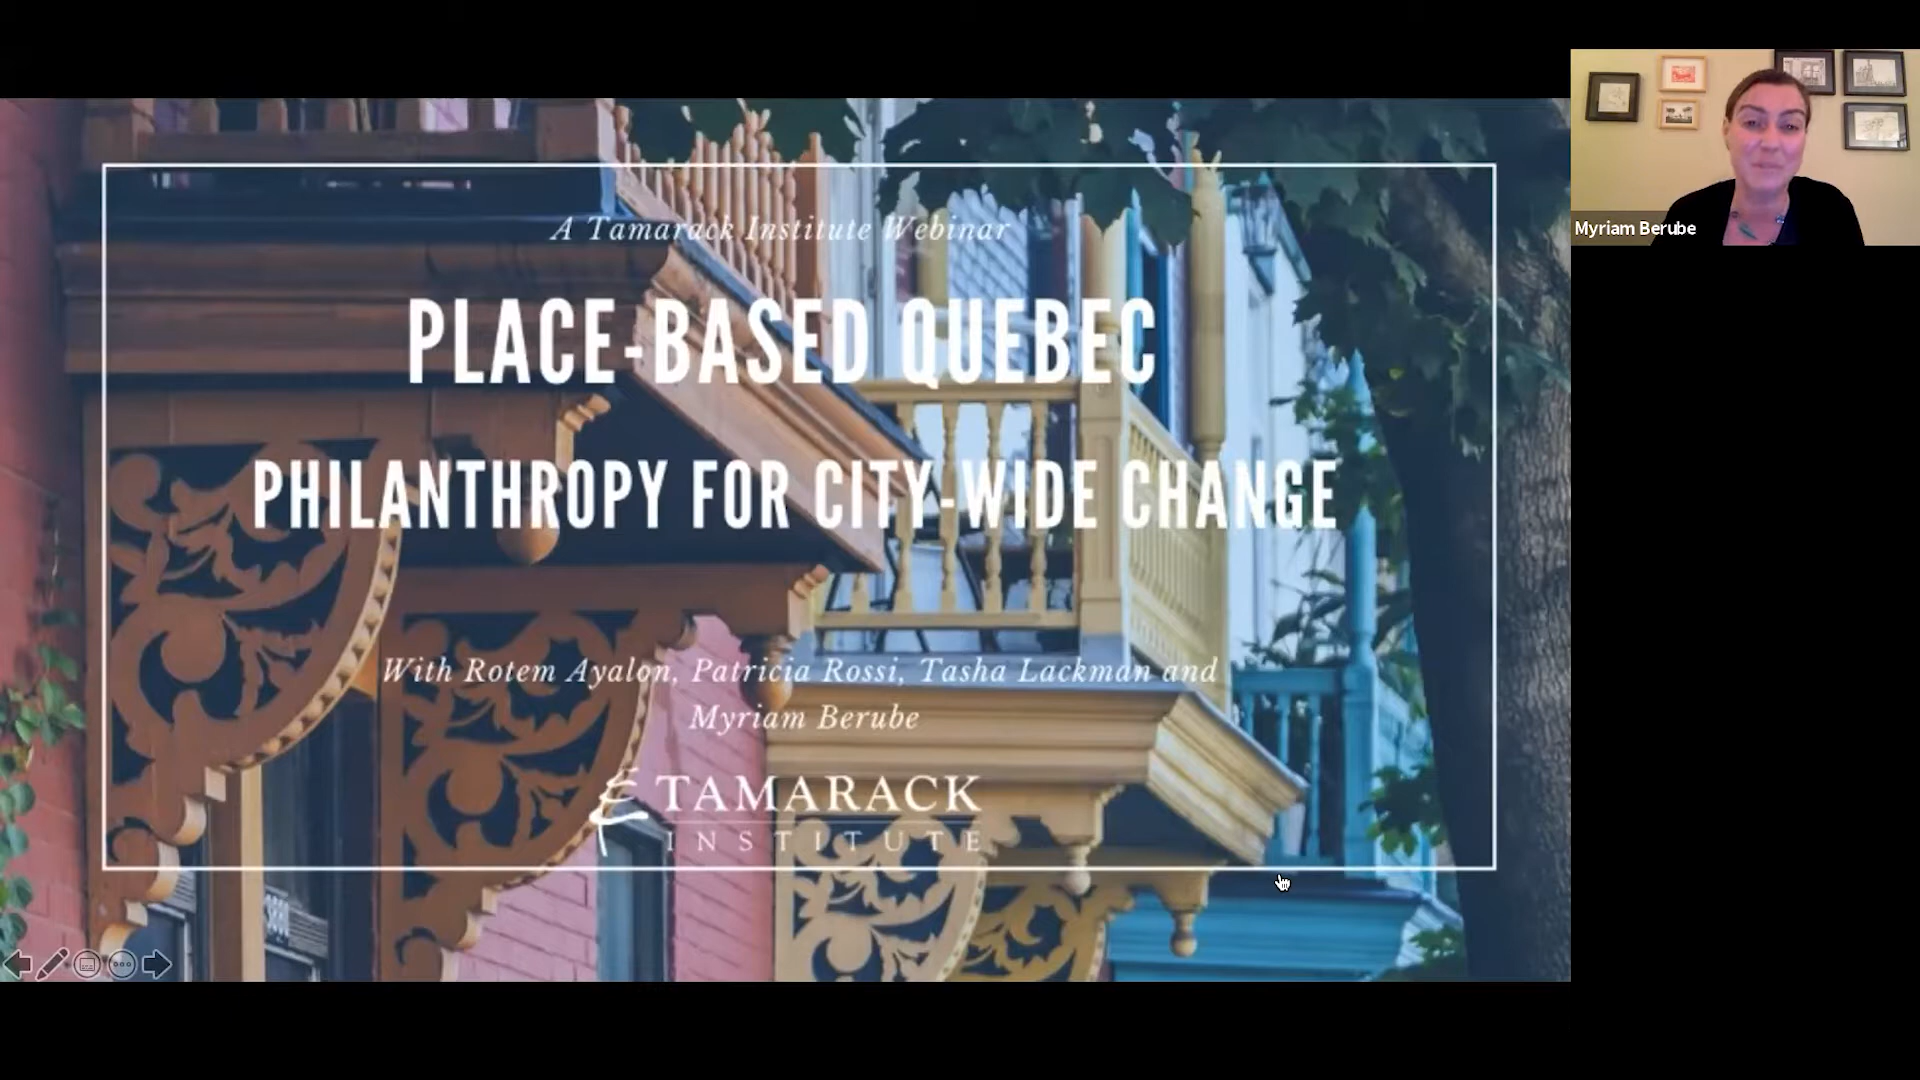 A Tamarack Institute Webinar
PLACE-BASED QUEBEC
PHILANTHROPY FOR CITY-WIDE CHANGE
With Rotem Ayalon, Patricia Rossi, Tasha Lackman and
Myriam Berube
TAMARACK
INSTITUTE
Myriam Berube